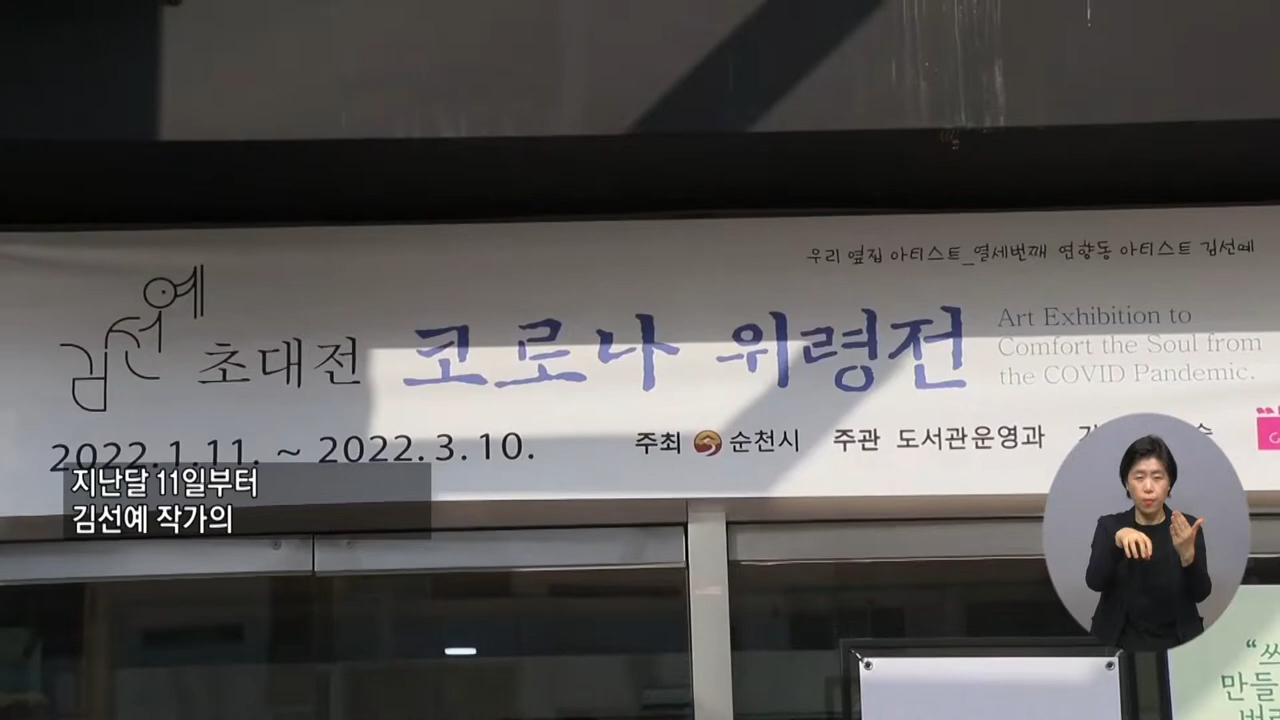 우리 옆집 아티스트_열세번째 연향동 아티스트 김선예
김선예 초대전 코로나 위령전
Art Exhibition to
Comfort the Soul from
the COVID Pandemic.
2022.1.11. ~ 2022.3.10.
주최 순천시 주관 도서관운영과
지난달 11일부터
김선예 작가의
만들